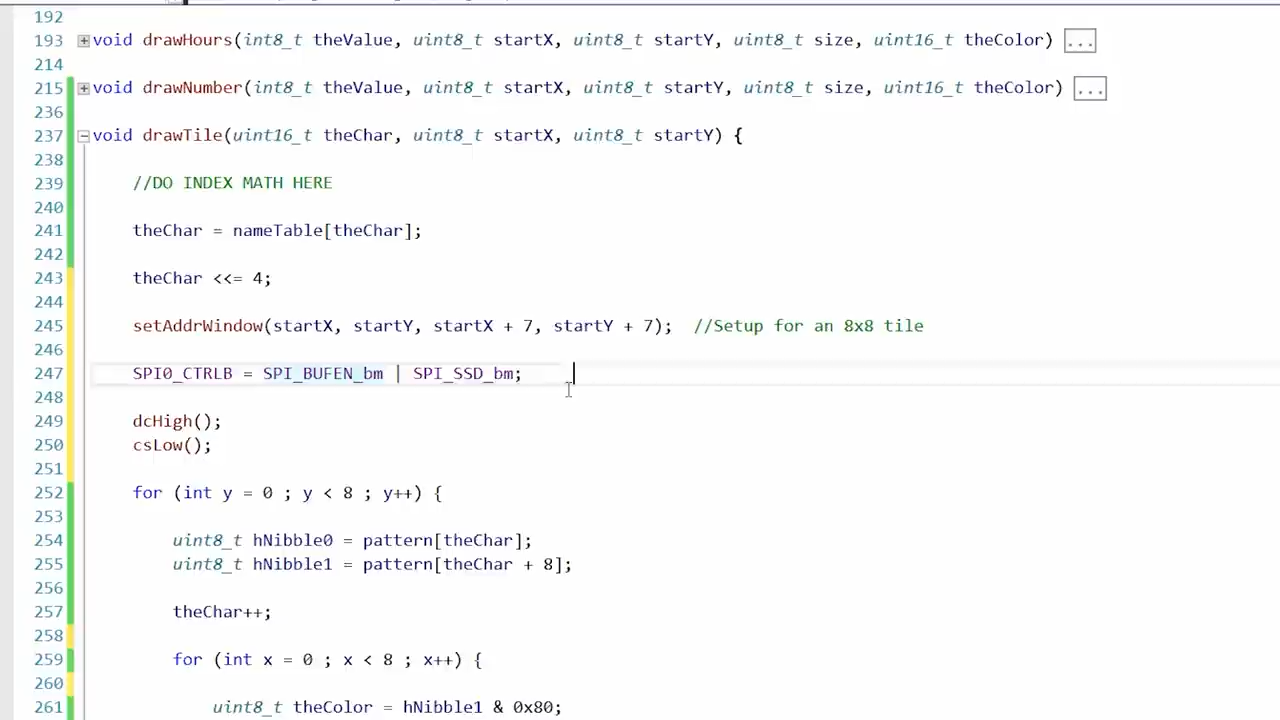 192
193 void drawHours(int8_t theValue, uint8_t startX, uint8_t startY, uint8_t size, uint16_t theColor) ...
214
215 void drawNumber(int8_t theValue, uint8_t startX, uint8_t startY, uint8_t size, uint16_t theColor) ...
236
237 void drawTile(uint16_t theChar, uint8_t startX, uint8_t startY) {
238
239 //DO INDEX MATH HERE
240
241 theChar = nameTable[theChar];
242
243 theChar <<= 4;
244
245 setAddrWindow(startX, startY, startX + 7, startY + 7);  //Setup for an 8x8 tile
246
247 SPI0_CTRLB = SPI_BUFEN_bm | SPI_SSD_bm;
248
249 dcHigh();
250 csLow();
251
252 for (int y = 0 ; y < 8 ; y++) {
253
254 uint8_t hNibble0 = pattern[theChar];
255 uint8_t hNibble1 = pattern[theChar + 8];
256
257 theChar++;
258
259 for (int x = 0 ; x < 8 ; x++) {
260
261 uint8_t theColor = hNibble1 & 0x80;